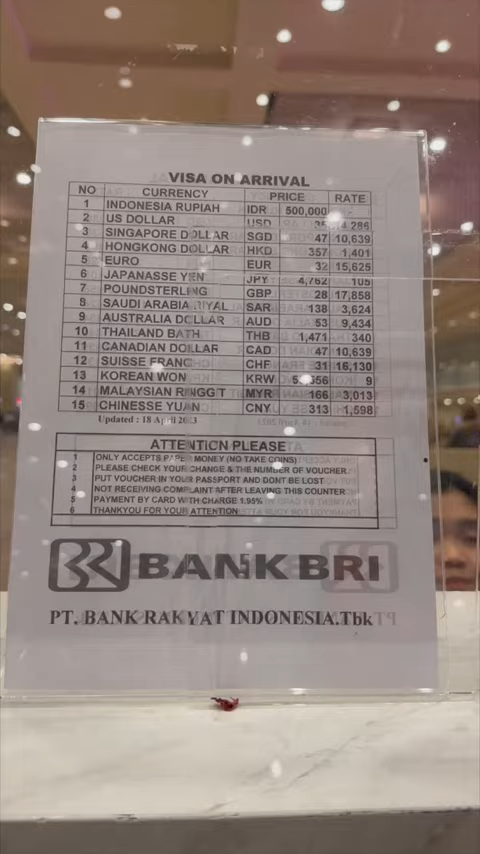 VISA ON ARRIVAL
NO CURRENCY PRICE RATE
1 INDONESIA RUPIAH IDR 500,000 -
2 US DOLLAR USD 35 14,286
3 SINGAPORE DOLLAR SGD 47 10,639
4 HONGKONG DOLLAR HKD 357 1,401
5 EURO EUR 32 15,625
6 JAPANASSE YEN JPY 4,762 105
7 POUNDSTERLING GBP 28 17,858
8 SAUDI ARABIA RIYAL SAR 138 3,624
9 AUSTRALIA DOLLAR AUD 53 9,434
10 THAILAND BATH THB 1,471 340
11 CANADIAN DOLLAR CAD 47 10,639
12 SUISSE FRANC CHF 31 16,130
13 KOREAN WON KRW 556 9
14 MALAYSIAN RINGGIT MYR 166 3,013
15 CHINESSE YUAN CNY 313 1,598
Updated : 18 April 2023
ATTENTION PLEASE
1 ONLY ACCEPTS PAPER MONEY (NO TAKE COINS)
2 PLEASE CHECK YOUR CHANGE & THE NUMBER OF VOUCHER.
3 PUT VOUCHER IN YOUR PASSPORT AND DONT BE LOST
4 NOT RECEIVING COMPLAINT AFTER LEAVING THIS COUNTER
5 PAYMENT BY CARD WITH CHARGE 1.95%
6 THANKYOU FOR YOUR ATTENTION
BANK BRI
PT. BANK RAKYAT INDONESIA.Tbk